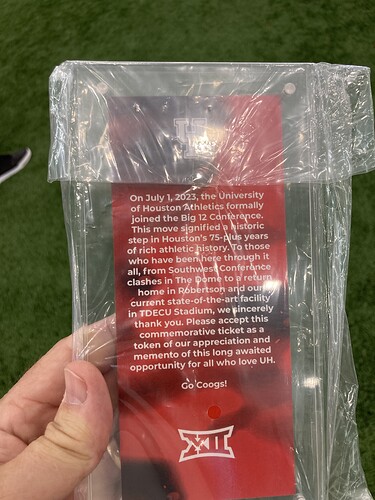 UH
On July 1, 2023, the University
of Houston Athletics formally
joined the Big 12 Conference.
This move signified a historic
step in Houston's 75-plus years
of rich athletic history. To those
who have been here through it
all, from Southwest Conference
clashes in The Dome to a return
home in Robertson and our
current state-of-the-art facility
in TDECU Stadium, we sincerely
thank you. Please accept this
commemorative ticket as a
token of our appreciation and
memento of this long awaited
opportunity for all who love UH.
Go Coogs!
XII